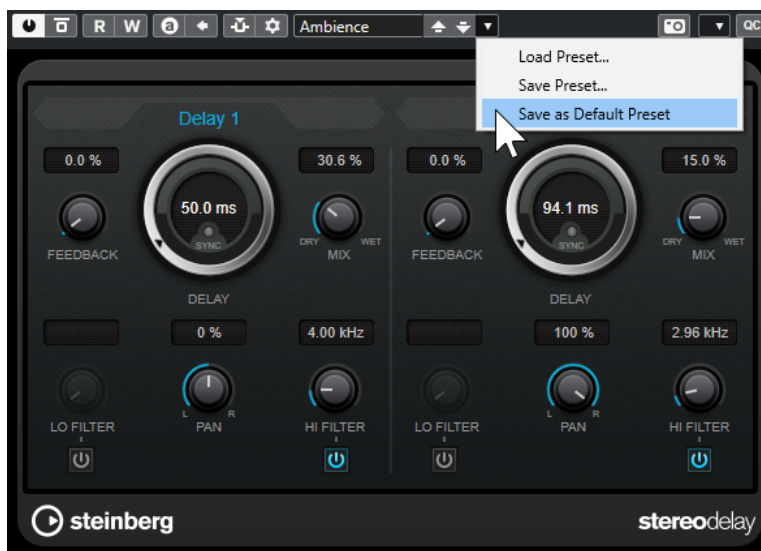 R W a Ambience QC
Load Preset...
Save Preset...
Save as Default Preset
Delay 1
0.0 % 30.6 % 0.0 % 15.0 %
50.0 ms 94.1 ms
SYNC SYNC
DRY WET DRY WET
FEEDBACK MIX FEEDBACK MIX
DELAY DELAY
0 % 4.00 kHz 100 % 2.96 kHz
L R L R
LO FILTER PAN HI FILTER LO FILTER PAN HI FILTER
steinberg stereodelay